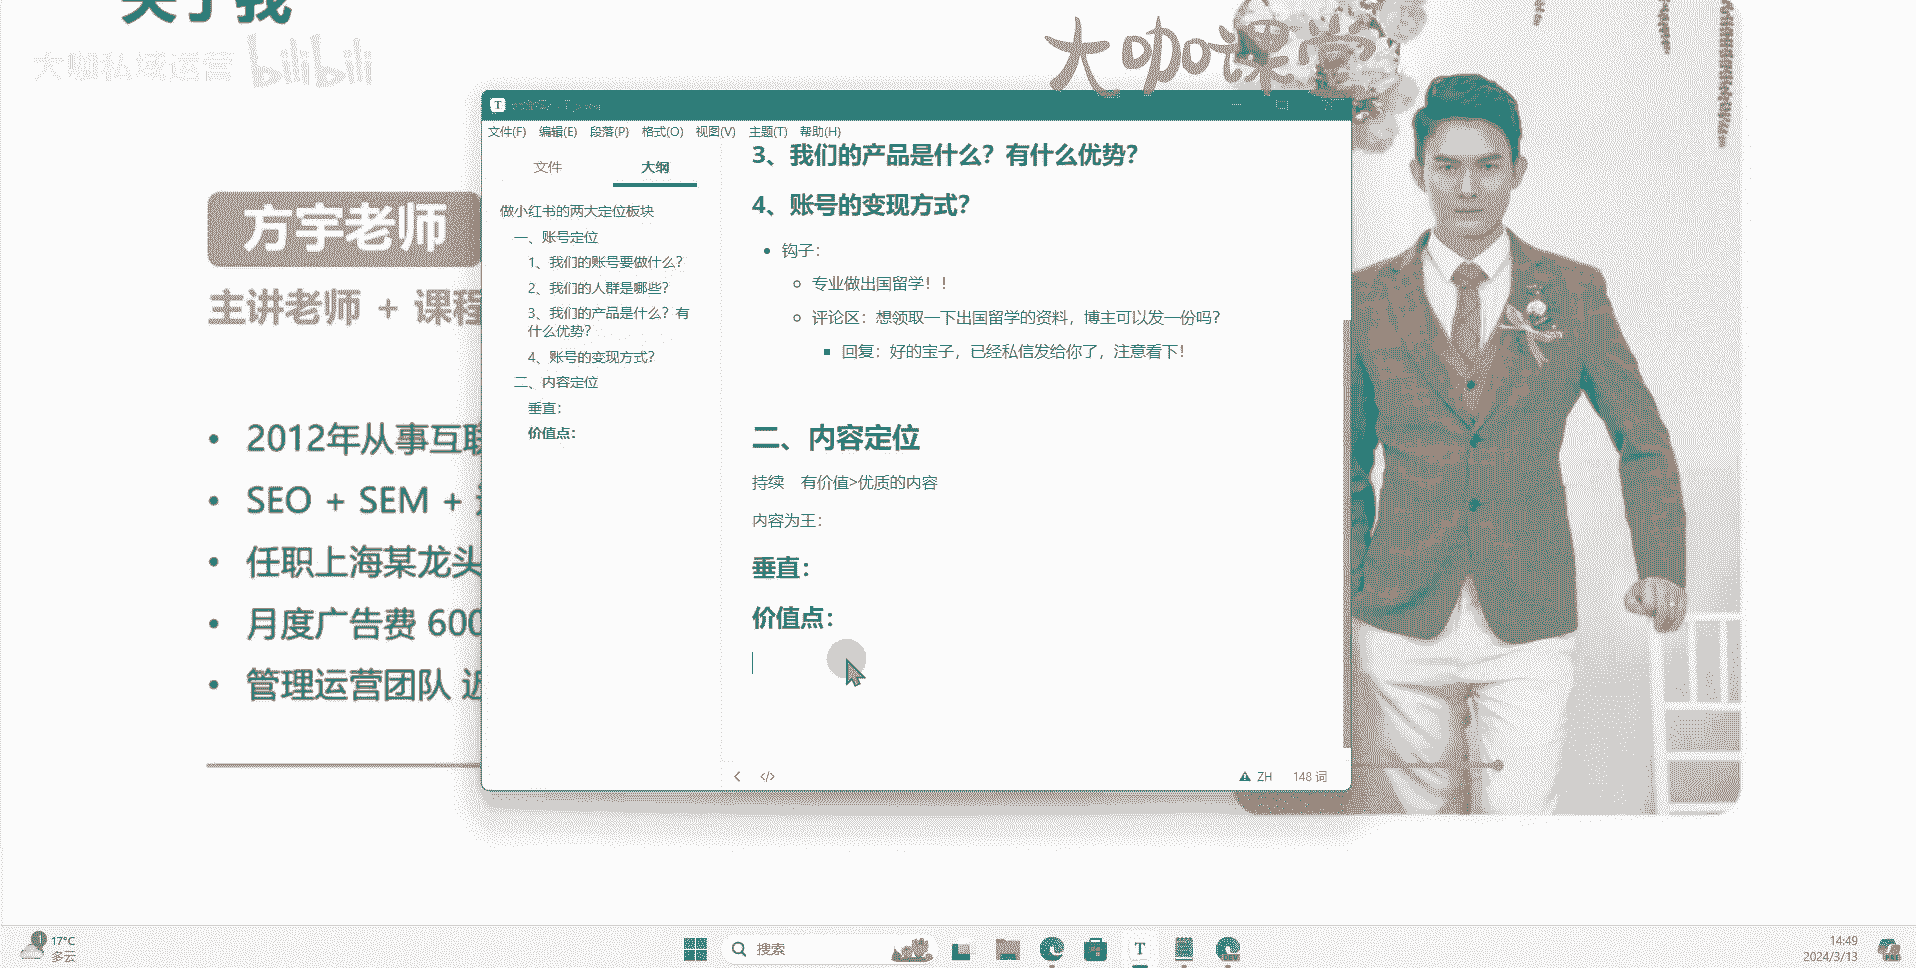 关于我
大咖私域运营 bilibili
大咖课堂
方宇老师
主讲老师 + 课程
2012年从事互联
SEO + SEM +
任职上海某龙头
月度广告费 600
管理运营团队 近
文件(F) 编辑(E) 段落(P) 格式(O) 视图(V) 主题(T) 帮助(H)
文件 大纲
做小红书的两大定位板块
一、账号定位
1、我们的账号要做什么？
2、我们的人群是哪些？
3、我们的产品是什么？有
什么优势？
4、账号的变现方式？
二、内容定位
垂直：
价值点：
3、我们的产品是什么？有什么优势？
4、账号的变现方式？
钩子：
专业做出国留学！！
评论区：想领取一下出国留学的资料，博主可以发一份吗？
回复：好的宝子，已经私信发给你了，注意看下！
二、内容定位
持续 有价值>优质的内容
内容为王：
垂直：
价值点：
</> ZH 148 词
17°C
多云
搜索
14:49
2024/3/13